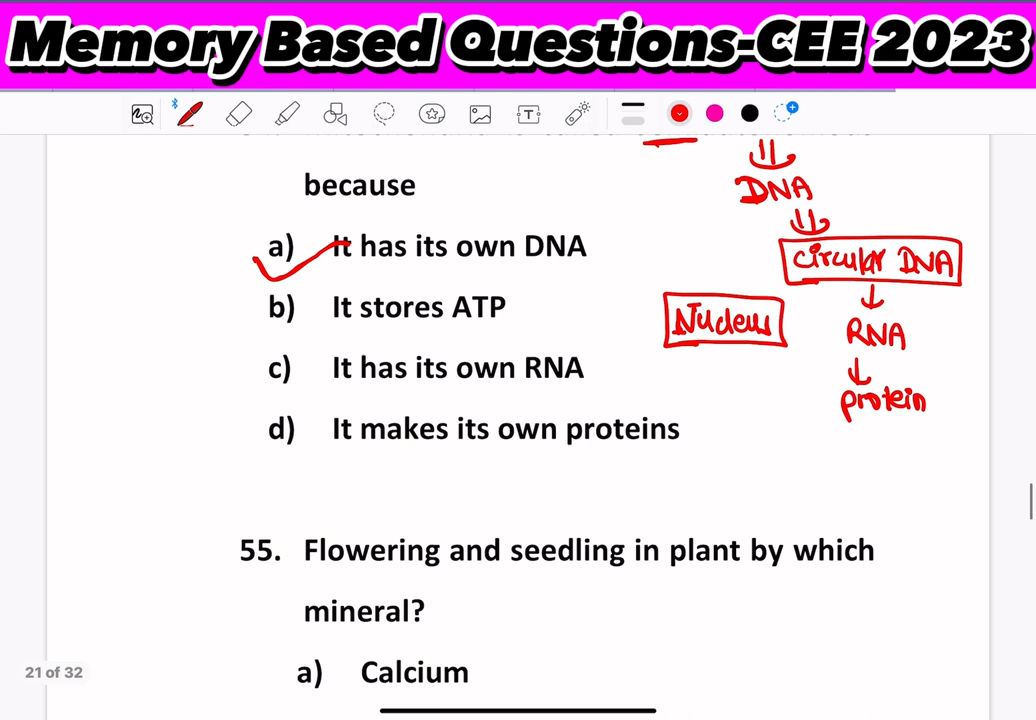 Memory Based Questions-CEE 2023
because
DNA
a) It has its own DNA
Circular DNA
b) It stores ATP
Nucleus
RNA
c) It has its own RNA
protein
d) It makes its own proteins
55. Flowering and seedling in plant by which
mineral?
a) Calcium
21 of 32